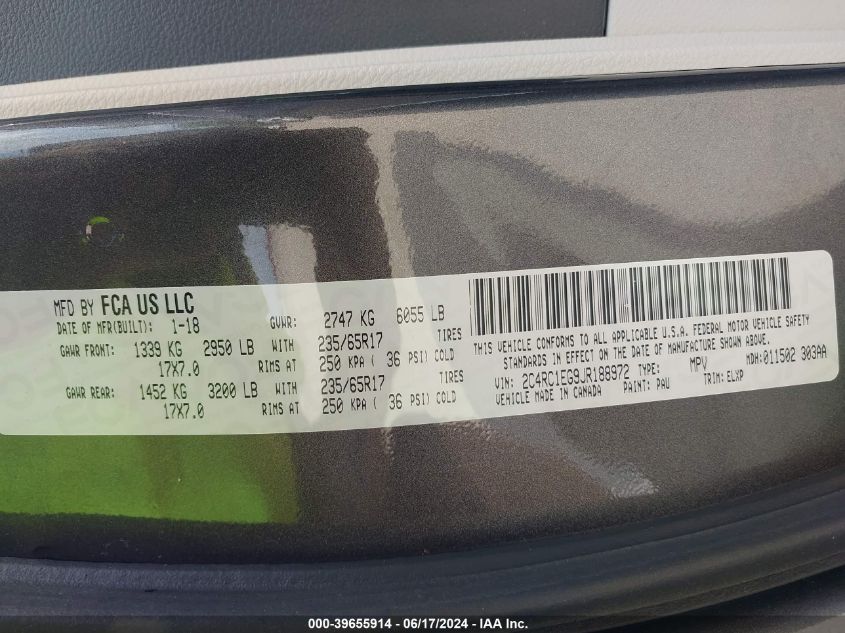 MFD BY FCA US LLC
DATE OF MFR(BUILT): 1-18 GVWR: 2747 KG 6055 LB
GAWR FRONT: 1339 KG 2950 LB WITH 235/65R17 TIRES
17X7.0 RIMS AT 250 KPA ( 36 PSI) COLD
GAWR REAR: 1452 KG 3200 LB WITH 235/65R17 TIRES
17X7.0 RIMS AT 250 KPA ( 36 PSI) COLD
THIS VEHICLE CONFORMS TO ALL APPLICABLE U.S.A. FEDERAL MOTOR VEHICLE SAFETY
STANDARDS IN EFFECT ON THE DATE OF MANUFACTURE SHOWN ABOVE.
VIN: 2C4RC1EG9JR188972 TYPE: MPV MDH:011502 303AA
VEHICLE MADE IN CANADA PAINT: PAU TRIM: ELXP
000-39655914 - 06/17/2024 - IAA Inc.